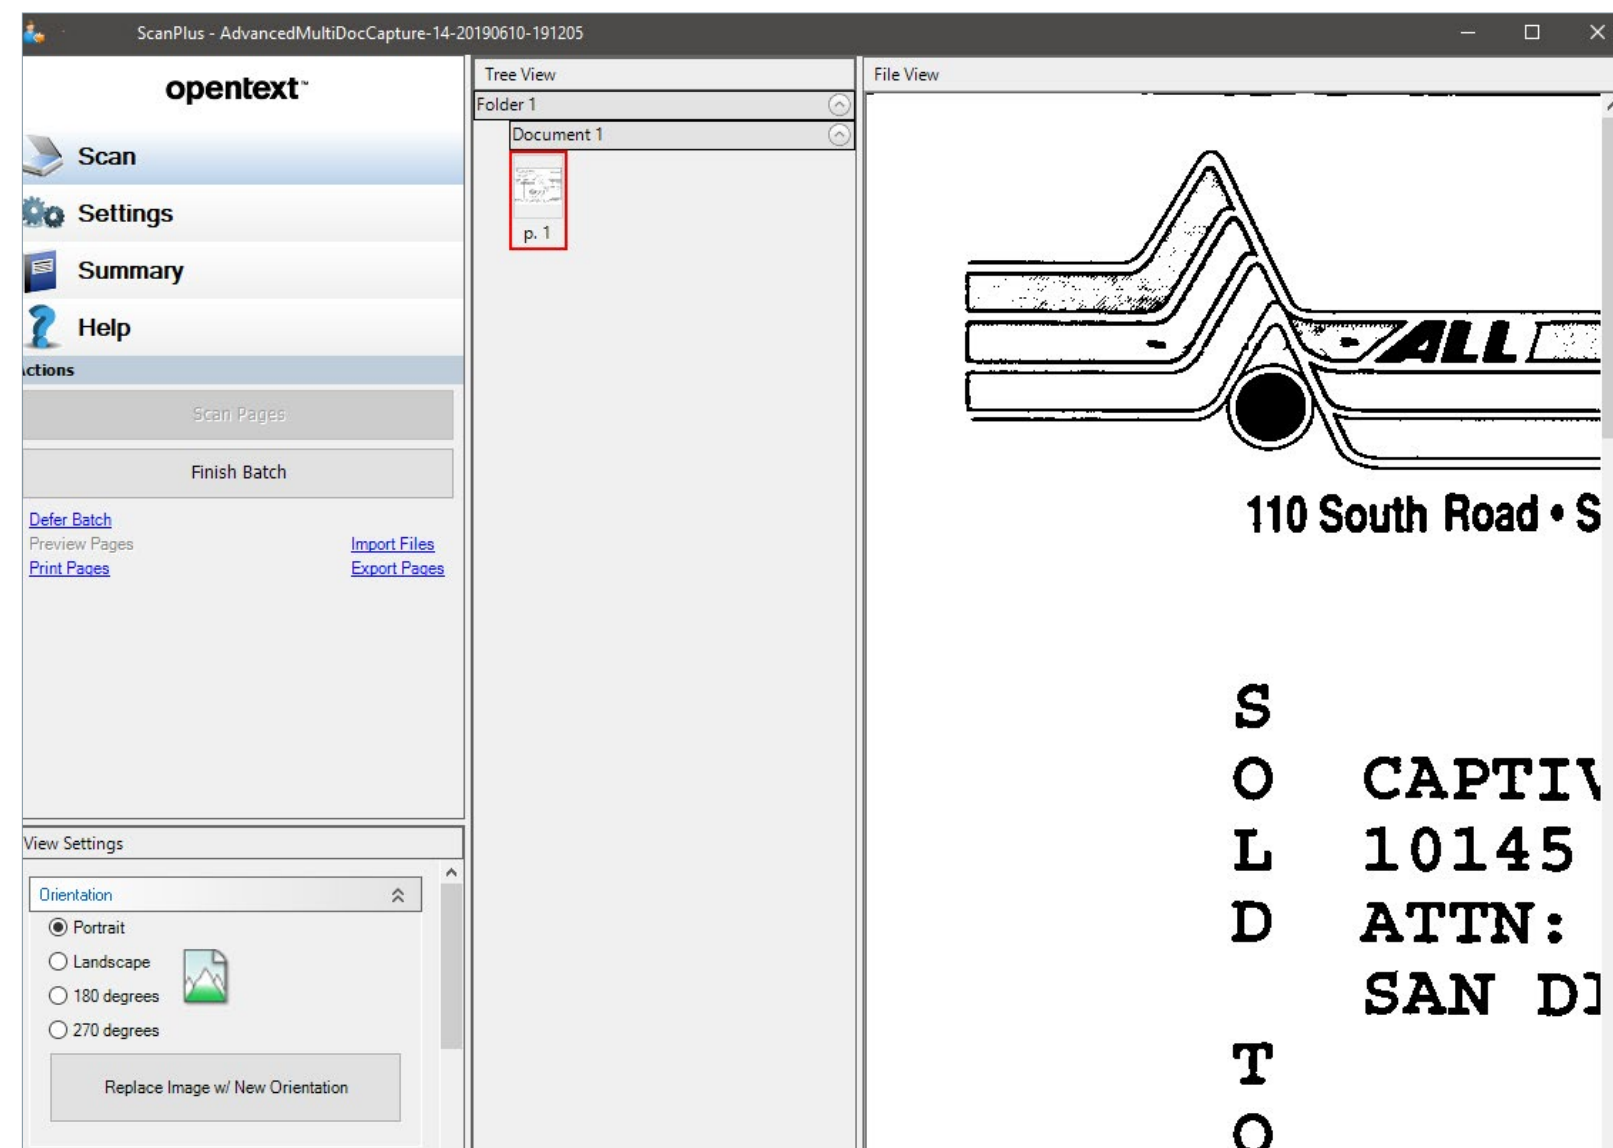 ScanPlus - AdvancedMultiDocCapture-14-20190610-191205
opentext™
Scan
Settings
Summary
Help
Actions
Scan Pages
Finish Batch
Defer Batch
Preview Pages
Import Files
Print Pages
Export Pages
View Settings
Orientation
Portrait
Landscape
180 degrees
270 degrees
Replace Image w/ New Orientation
Tree View
Folder 1
Document 1
p. 1
File View
ALL
110 South Road • S
S
O CAPTIV
L 10145
D ATTN:
SAN DI
T
O